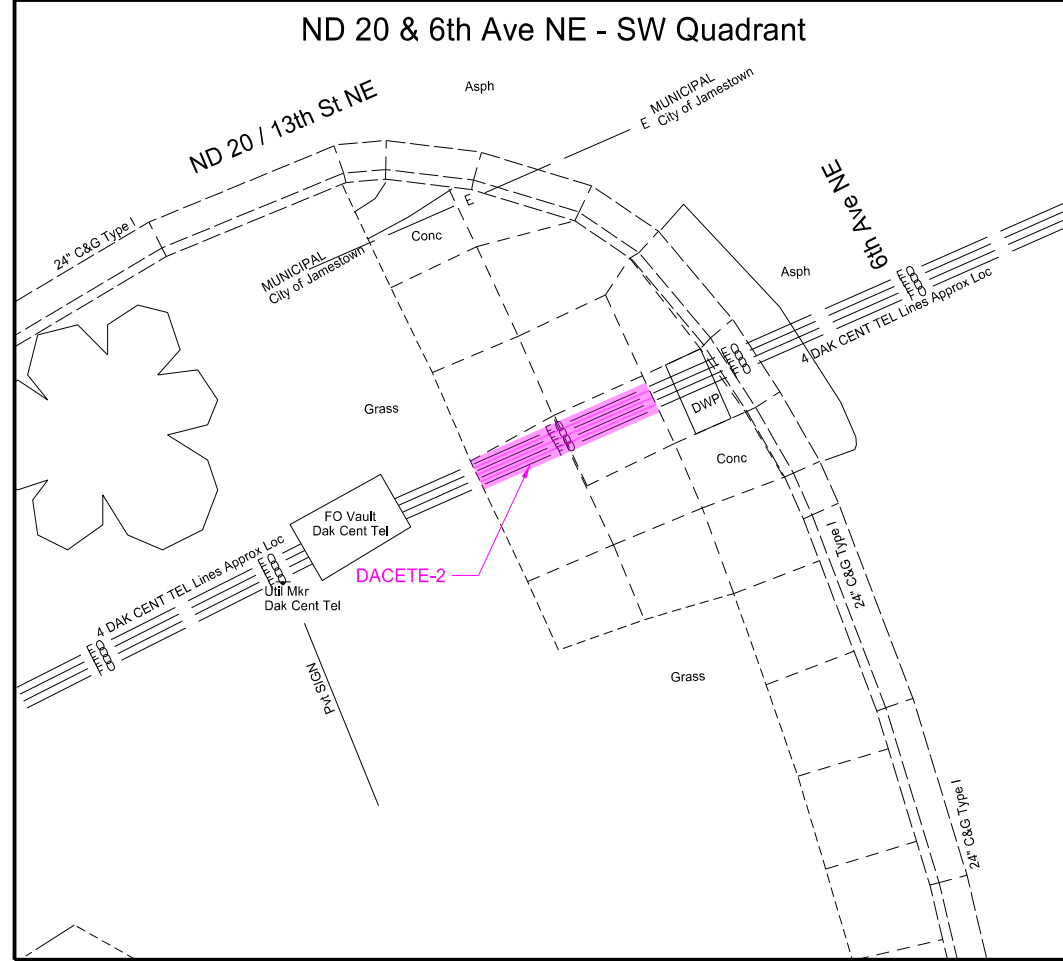 ND 20 & 6th Ave NE - SW Quadrant
Asph
E MUNICIPAL
City of Jamestown
ND 20 / 13th St NE
24" C&G Type I
E
Conc
MUNICIPAL
City of Jamestown
6th Ave NE
Asph
4 DAK CENT TEL Lines Approx Loc
Grass
DWP
Conc
FO Vault
Dak Cent Tel
DACETE-2
4 DAK CENT TEL Lines Approx Loc
Util Mkr
Dak Cent Tel
Pvt SIGN
24" C&G Type I
Grass
24" C&G Type I